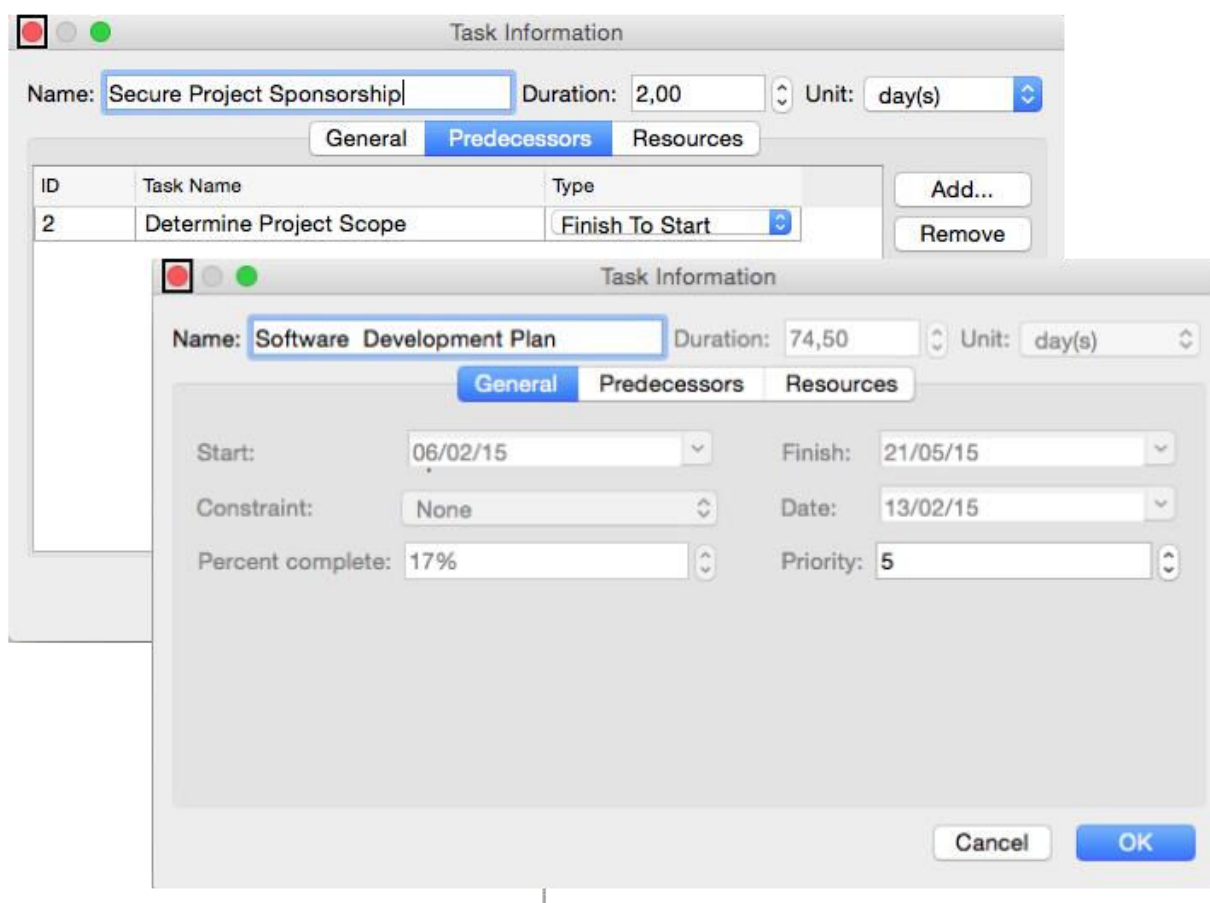 Task Information
Name: Secure Project Sponsorship Duration: 2,00 Unit: day(s)
General Predecessors Resources
ID Task Name Type
Add...
2 Determine Project Scope Finish To Start
Remove
Task Information
Name: Software Development Plan Duration: 74,50 Unit: day(s)
General Predecessors Resources
Start: 06/02/15 Finish: 21/05/15
Constraint: None Date: 13/02/15
Percent complete: 17% Priority: 5
Cancel OK